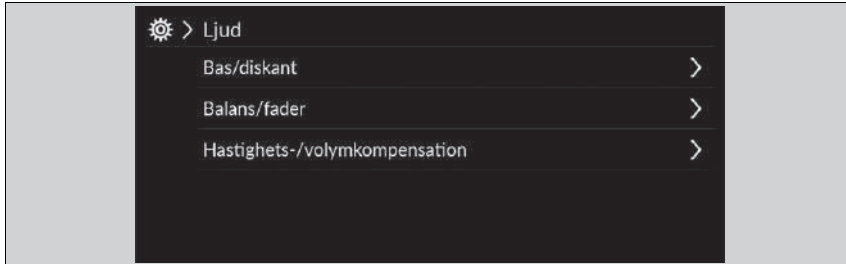 Ljud
Bas/diskant
Balans/fader
Hastighets-/volymkompensation